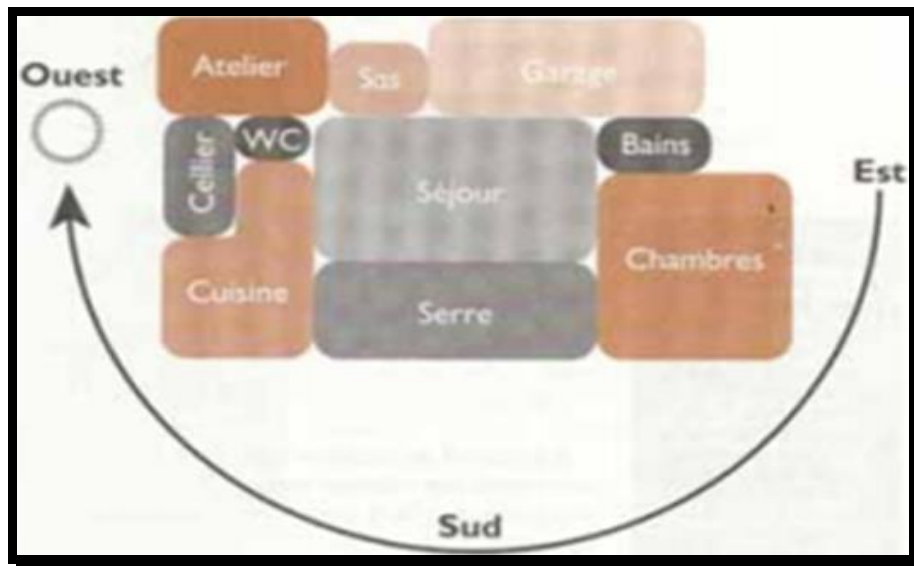 Atelier
Sas
Garage
Ouest
Cellier
WC
Bains
Séjour
Est
Chambres
Cuisine
Serre
Sud